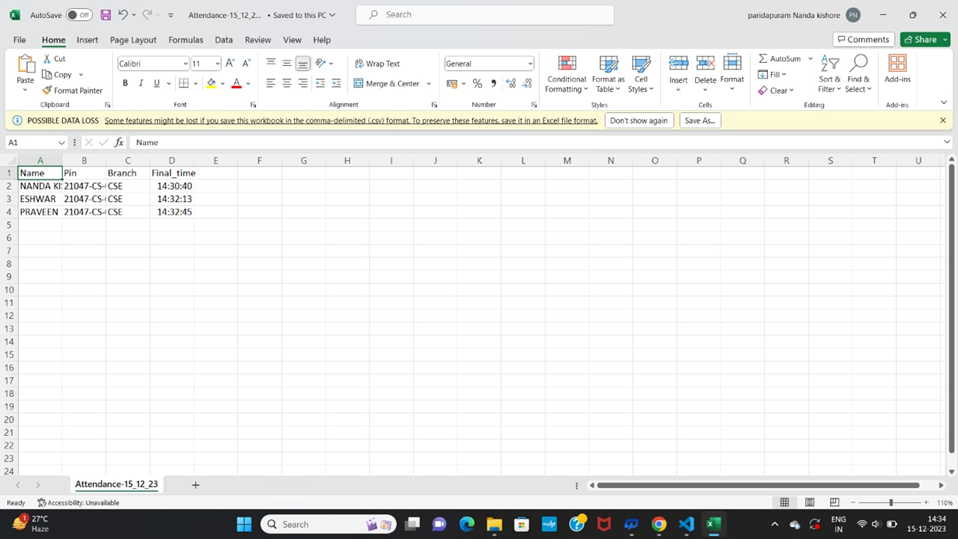 AutoSave Off Attendance-15_12_2... • Saved to this PC Search paridapuram Nanda kishore PN
File Home Insert Page Layout Formulas Data Review View Help Comments Share
Paste Cut Copy Format Painter Clipboard
Calibri 11 B I U A Font
Wrap Text Merge & Center Alignment
General % Number
Conditional Formatting Format as Table Cell Styles Styles
Insert Delete Format Cells
AutoSum Fill Clear Sort & Filter Find & Select Editing
Add-ins Add-ins
POSSIBLE DATA LOSS Some features might be lost if you save this workbook in the comma-delimited (.csv) format. To preserve these features, save it in an Excel file format. Don't show again Save As...
A1 fx Name
A B C D E F G H I J K L M N O P Q R S T U
1 Name Pin Branch Final_time
2 NANDA KI 21047-CS- CSE 14:30:40
3 ESHWAR 21047-CS- CSE 14:32:13
4 PRAVEEN 21047-CS- CSE 14:32:45
5
6
7
8
9
10
11
12
13
14
15
16
17
18
19
20
21
22
23
24
Attendance-15_12_23
Ready Accessibility: Unavailable 110%
1 27°C Haze Search ENG IN 14:34 15-12-2023